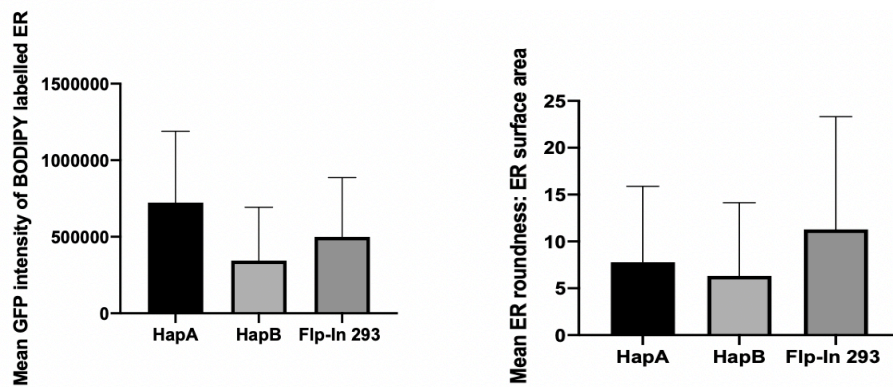 Mean GFP intensity of BODIPY labelled ER
1500000
1000000
500000
0
HapA HapB Flp-In 293
Mean ER roundness: ER surface area
25
20
15
10
5
0
HapA HapB Flp-In 293